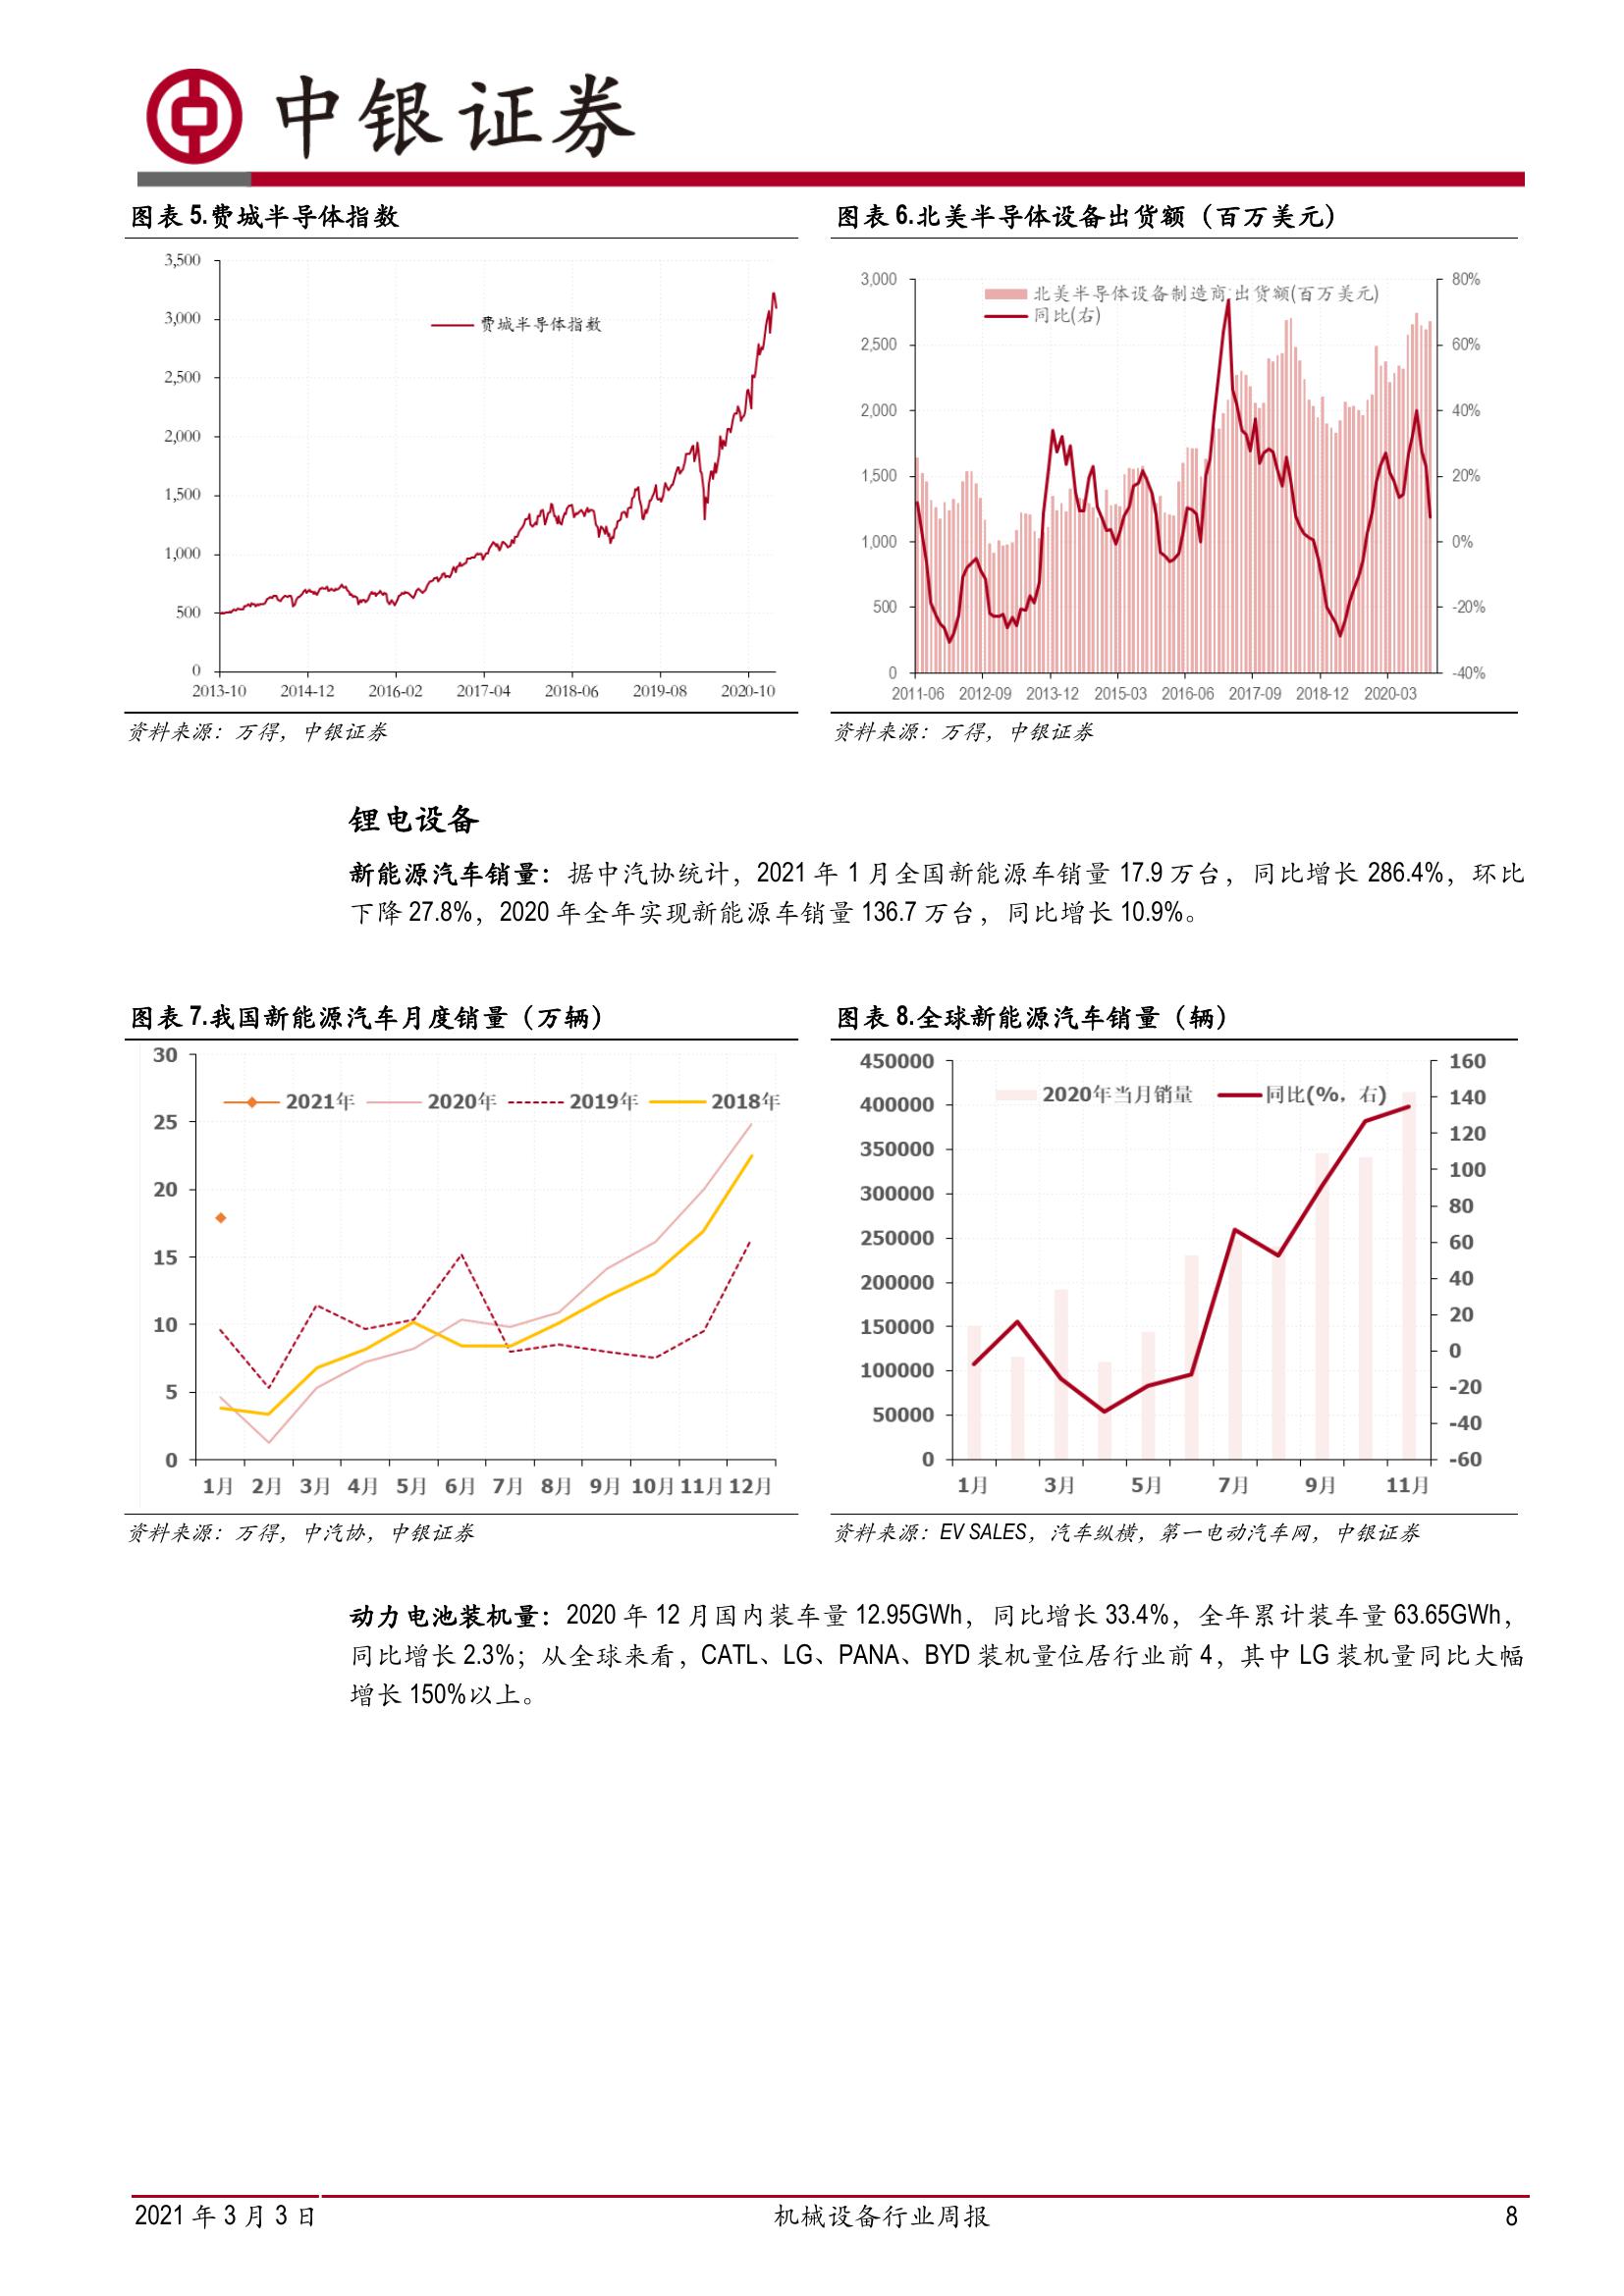 中银证券
图表 5.费城半导体指数
3,500
3,000
2,500
2,000
1,500
1,000
500
0
费城半导体指数
2013-10 2014-12 2016-02 2017-04 2018-06 2019-08 2020-10
资料来源：万得，中银证券
图表 6.北美半导体设备出货额（百万美元）
3,000
2,500
2,000
1,500
1,000
500
0
北美半导体设备制造商:出货额(百万美元)
同比(右)
80%
60%
40%
20%
0%
-20%
-40%
2011-06 2012-09 2013-12 2015-03 2016-06 2017-09 2018-12 2020-03
资料来源：万得，中银证券
锂电设备
新能源汽车销量：据中汽协统计，2021 年 1 月全国新能源车销量 17.9 万台，同比增长 286.4%，环比
下降 27.8%，2020 年全年实现新能源车销量 136.7 万台，同比增长 10.9%。
图表 7.我国新能源汽车月度销量（万辆）
30
25
20
15
10
5
0
2021年 2020年 2019年 2018年
1月 2月 3月 4月 5月 6月 7月 8月 9月 10月 11月 12月
资料来源：万得，中汽协，中银证券
图表 8.全球新能源汽车销量（辆）
450000
400000
350000
300000
250000
200000
150000
100000
50000
0
2020年当月销量 同比(%，右)
160
140
120
100
80
60
40
20
0
-20
-40
-60
1月 3月 5月 7月 9月 11月
资料来源：EV SALES，汽车纵横，第一电动汽车网，中银证券
动力电池装机量：2020 年 12 月国内装车量 12.95GWh，同比增长 33.4%，全年累计装车量 63.65GWh，
同比增长 2.3%；从全球来看，CATL、LG、PANA、BYD 装机量位居行业前 4，其中 LG 装机量同比大幅
增长 150%以上。
2021 年 3 月 3 日 机械设备行业周报 8